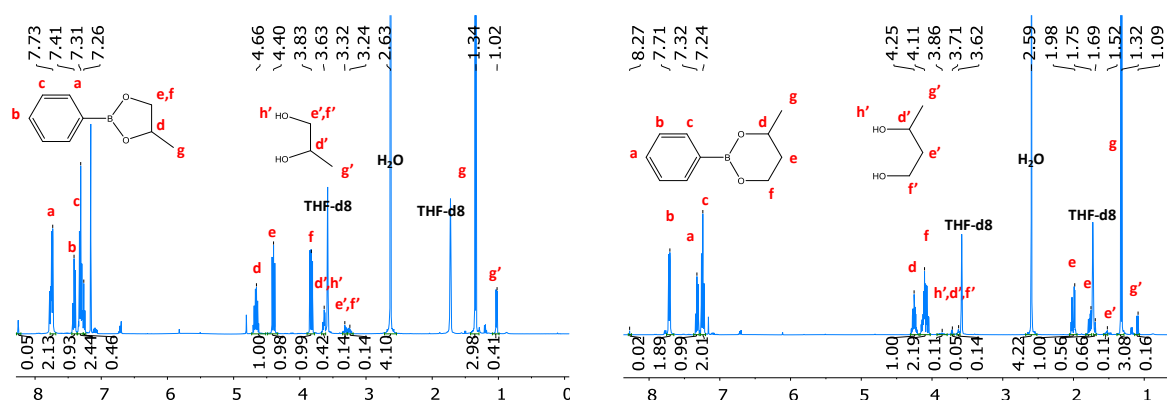 7.73 7.41 7.31 7.26 4.66 4.40 3.83 3.63 3.32 3.24 2.63 1.34 1.02
c a
b
B
O
O
e,f
d
g
h'
HO
e',f'
d'
HO
g'
H₂O
THF-d8
THF-d8
g
a
c
b
d
e
f
d',h'
e',f'
g'
0.05 2.13 0.93 2.44 0.46 1.00 0.98 0.99 0.42 0.14 0.14 4.10 2.98 0.41
8 7 6 5 4 3 2 1 0
8.27 7.71 7.32 7.24 4.25 4.11 3.86 3.71 3.62 2.59 1.98 1.75 1.69 1.52 1.32 1.09
g
b c
a
d
O
B
O
e
f
h'
g'
d'
HO
e'
HO
f'
H₂O
THF-d8
THF-d8
g
b
c
a
d
f
h',d',f'
e
e
e'
g'
0.02 1.89 0.99 2.01 1.00 2.19 0.11 0.05 0.14 4.22 1.00 0.56 0.66 0.11 3.08 0.16
8 7 6 5 4 3 2 1